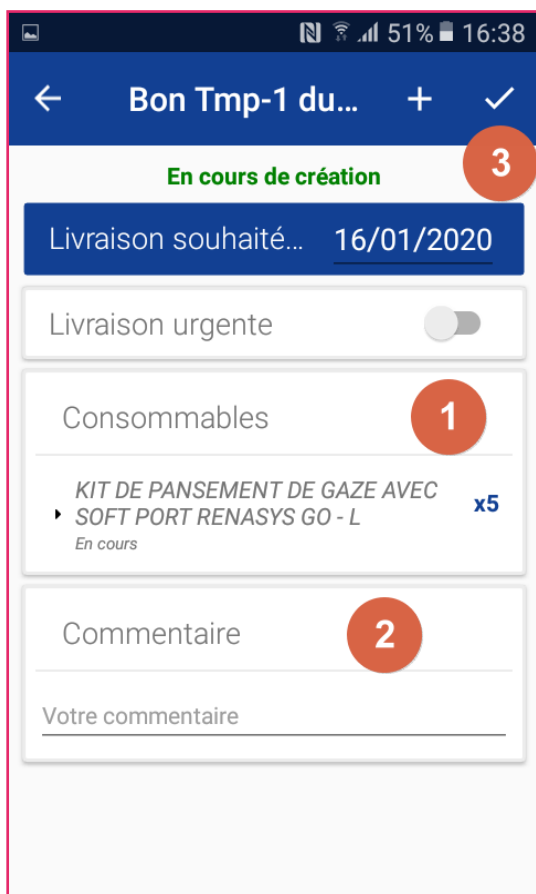 51% 16:38
Bon Tmp-1 du...
3
En cours de création
Livraison souhaité... 16/01/2020
Livraison urgente
Consommables 1
KIT DE PANSEMENT DE GAZE AVEC
SOFT PORT RENASYS GO - L x5
En cours
Commentaire 2
Votre commentaire